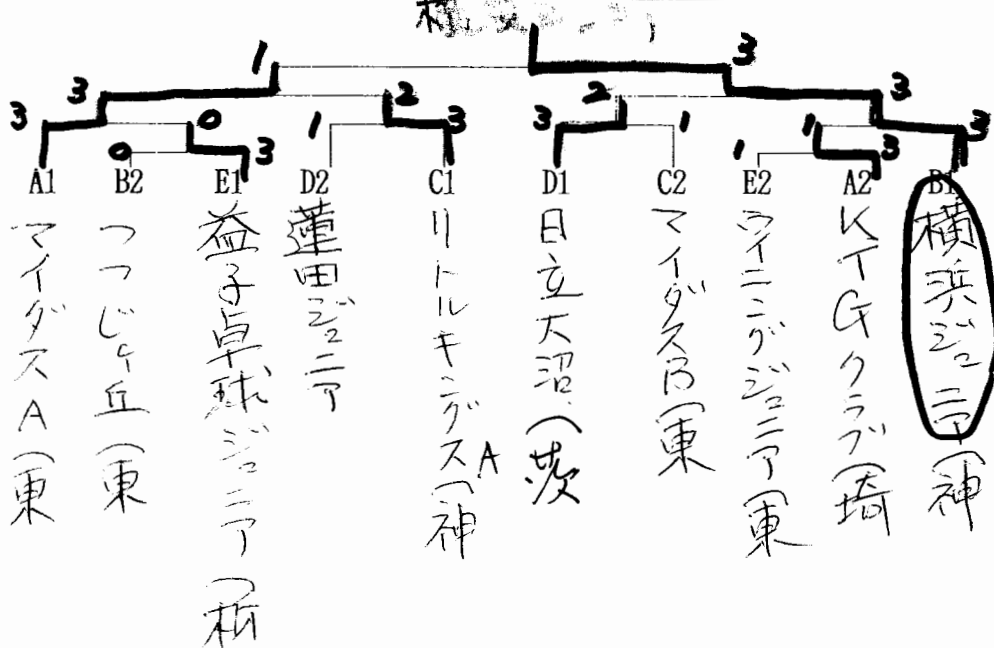 1 3
3 2 2 3
3 0 1 3 3 1 1 3
0 3 1 3
A1 B2 E1 D2 C1 D1 C2 E2 A2 B1
マイダスA(東
つつじケ丘(東
益子卓球ジュニア(栃
蓮田ジュニア
リトルキングスA(神
日立大沼(茨
マイダスB(東
ウイニングジュニア(東
KTGクラブ(埼
横浜ジュニア(神